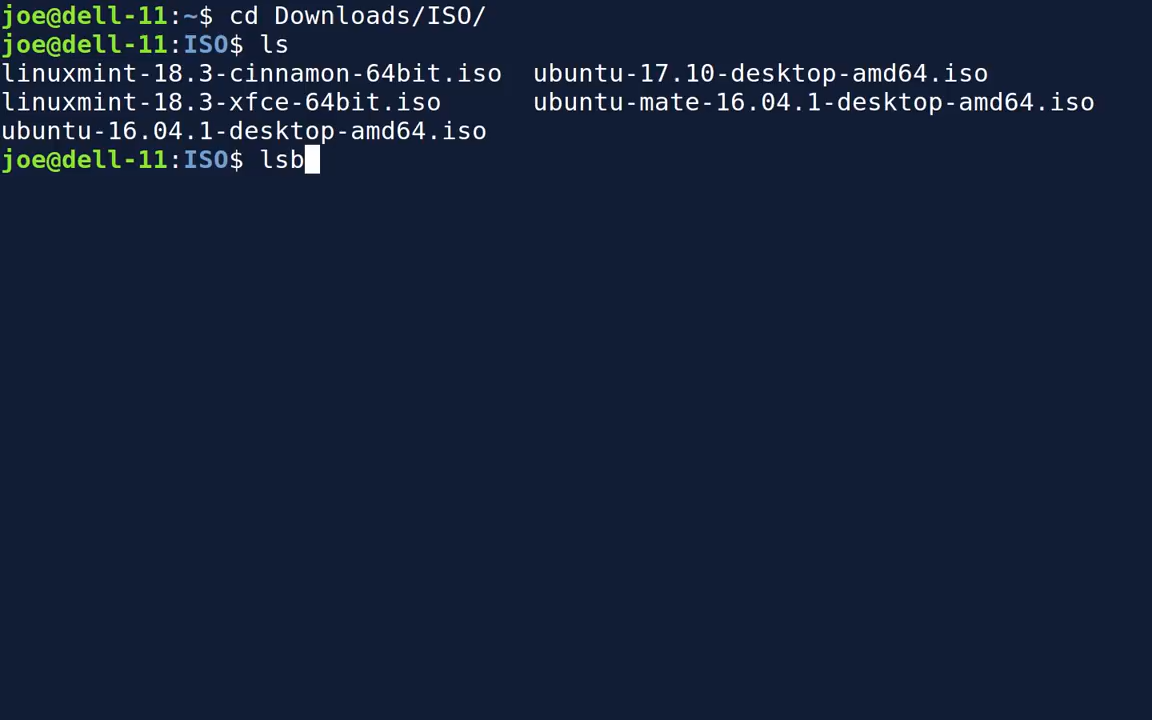 joe@dell-11:~$ cd Downloads/ISO/
joe@dell-11:ISO$ ls
linuxmint-18.3-cinnamon-64bit.iso  ubuntu-17.10-desktop-amd64.iso
linuxmint-18.3-xfce-64bit.iso      ubuntu-mate-16.04.1-desktop-amd64.iso
ubuntu-16.04.1-desktop-amd64.iso
joe@dell-11:ISO$ lsb